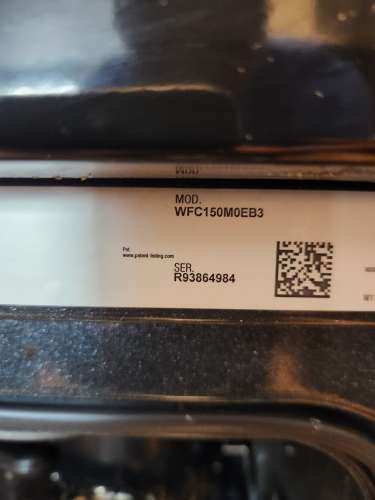 MOD.
WFC150M0EB3
Pat.
www.patent-listing.com
SER.
R93864984